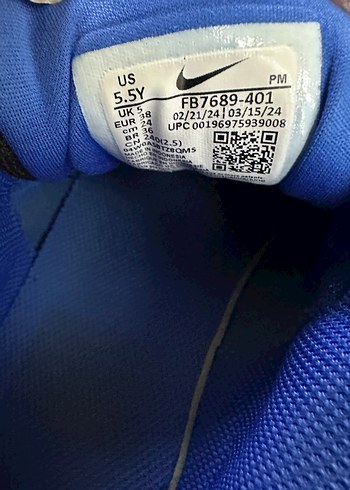 US
PM
5.5Y
FB7689-401
UK 5
02/21/24 | 03/15/24
EUR 38
UPC 00196975939008
cm 24
BR 36
CN 240(2.5)